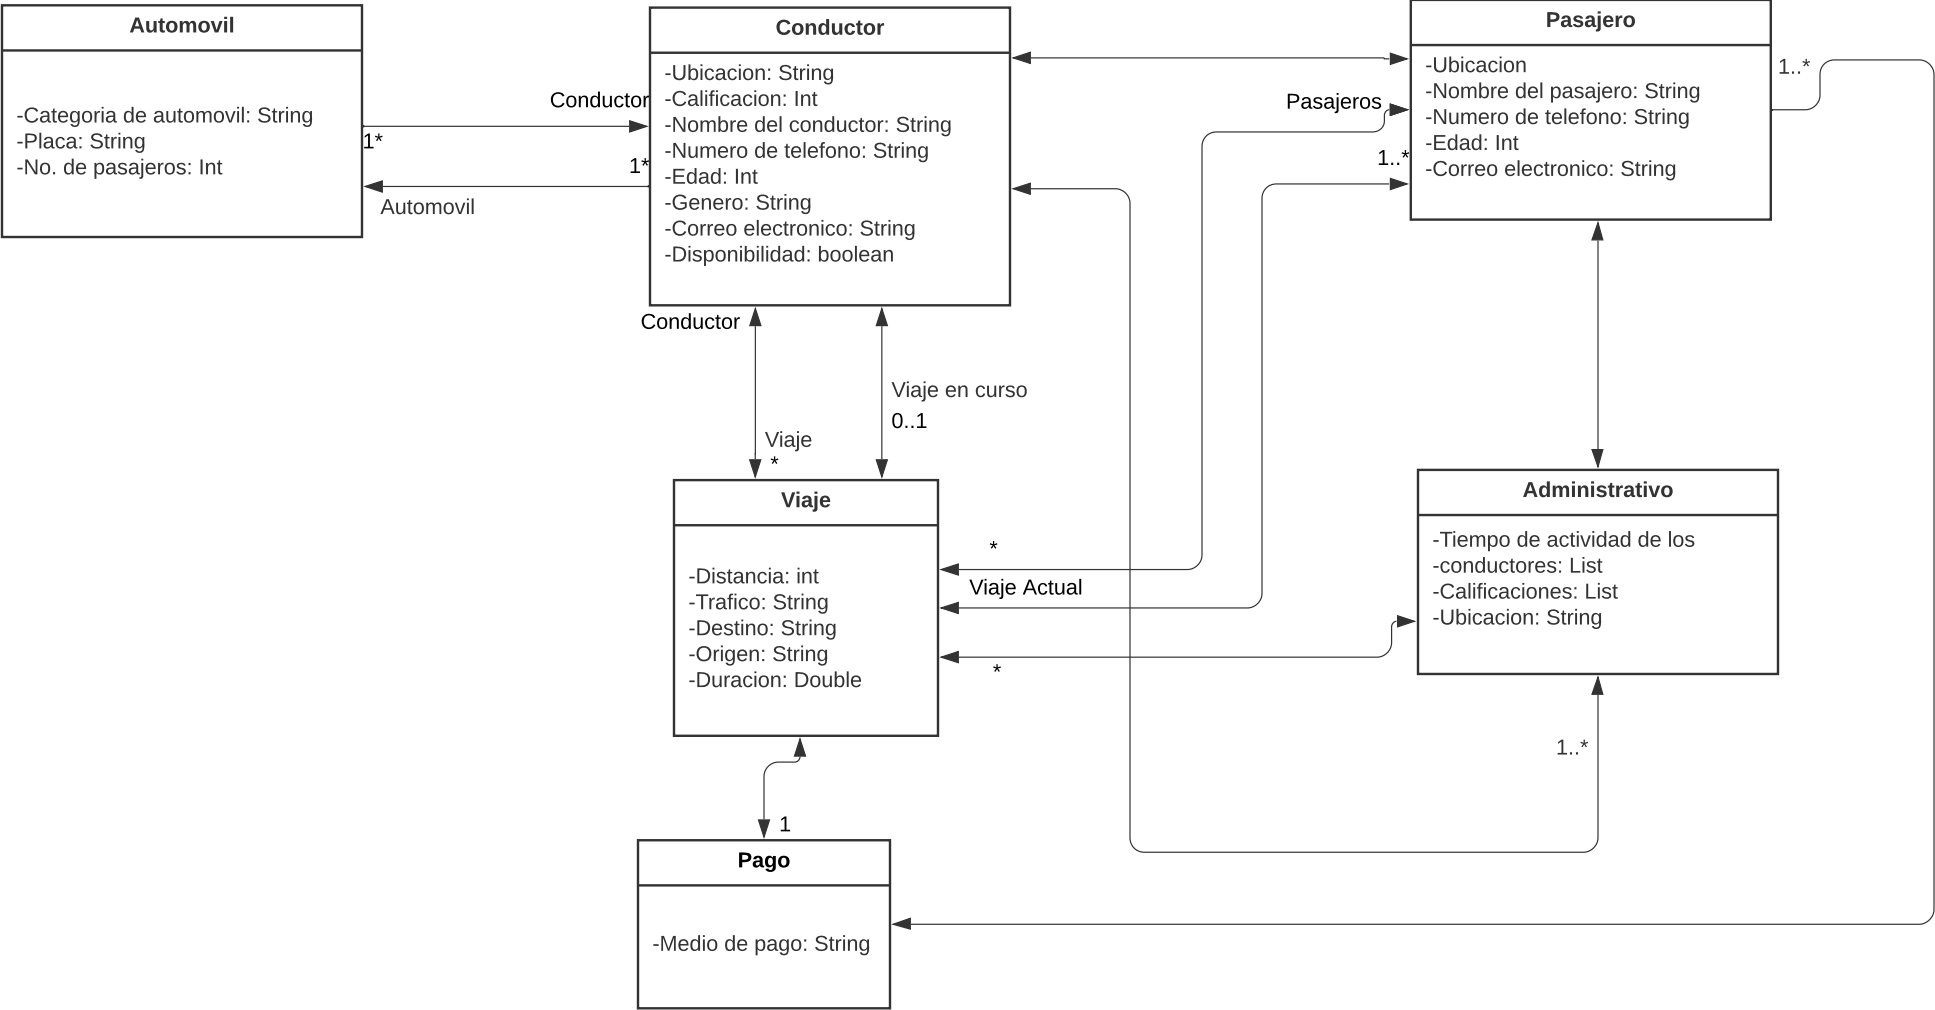 Automovil
-Categoria de automovil: String
-Placa: String
-No. de pasajeros: Int
Conductor
1*
1*
Automovil
Conductor
-Ubicacion: String
-Calificacion: Int
-Nombre del conductor: String
-Numero de telefono: String
-Edad: Int
-Genero: String
-Correo electronico: String
-Disponibilidad: boolean
Pasajeros
1..*
Pasajero
-Ubicacion
-Nombre del pasajero: String
-Numero de telefono: String
-Edad: Int
-Correo electronico: String
1..*
Conductor
Viaje en curso
0..1
Viaje
*
Viaje
-Distancia: int
-Trafico: String
-Destino: String
-Origen: String
-Duracion: Double
*
Viaje Actual
*
Administrativo
-Tiempo de actividad de los
-conductores: List
-Calificaciones: List
-Ubicacion: String
1..*
1
Pago
-Medio de pago: String